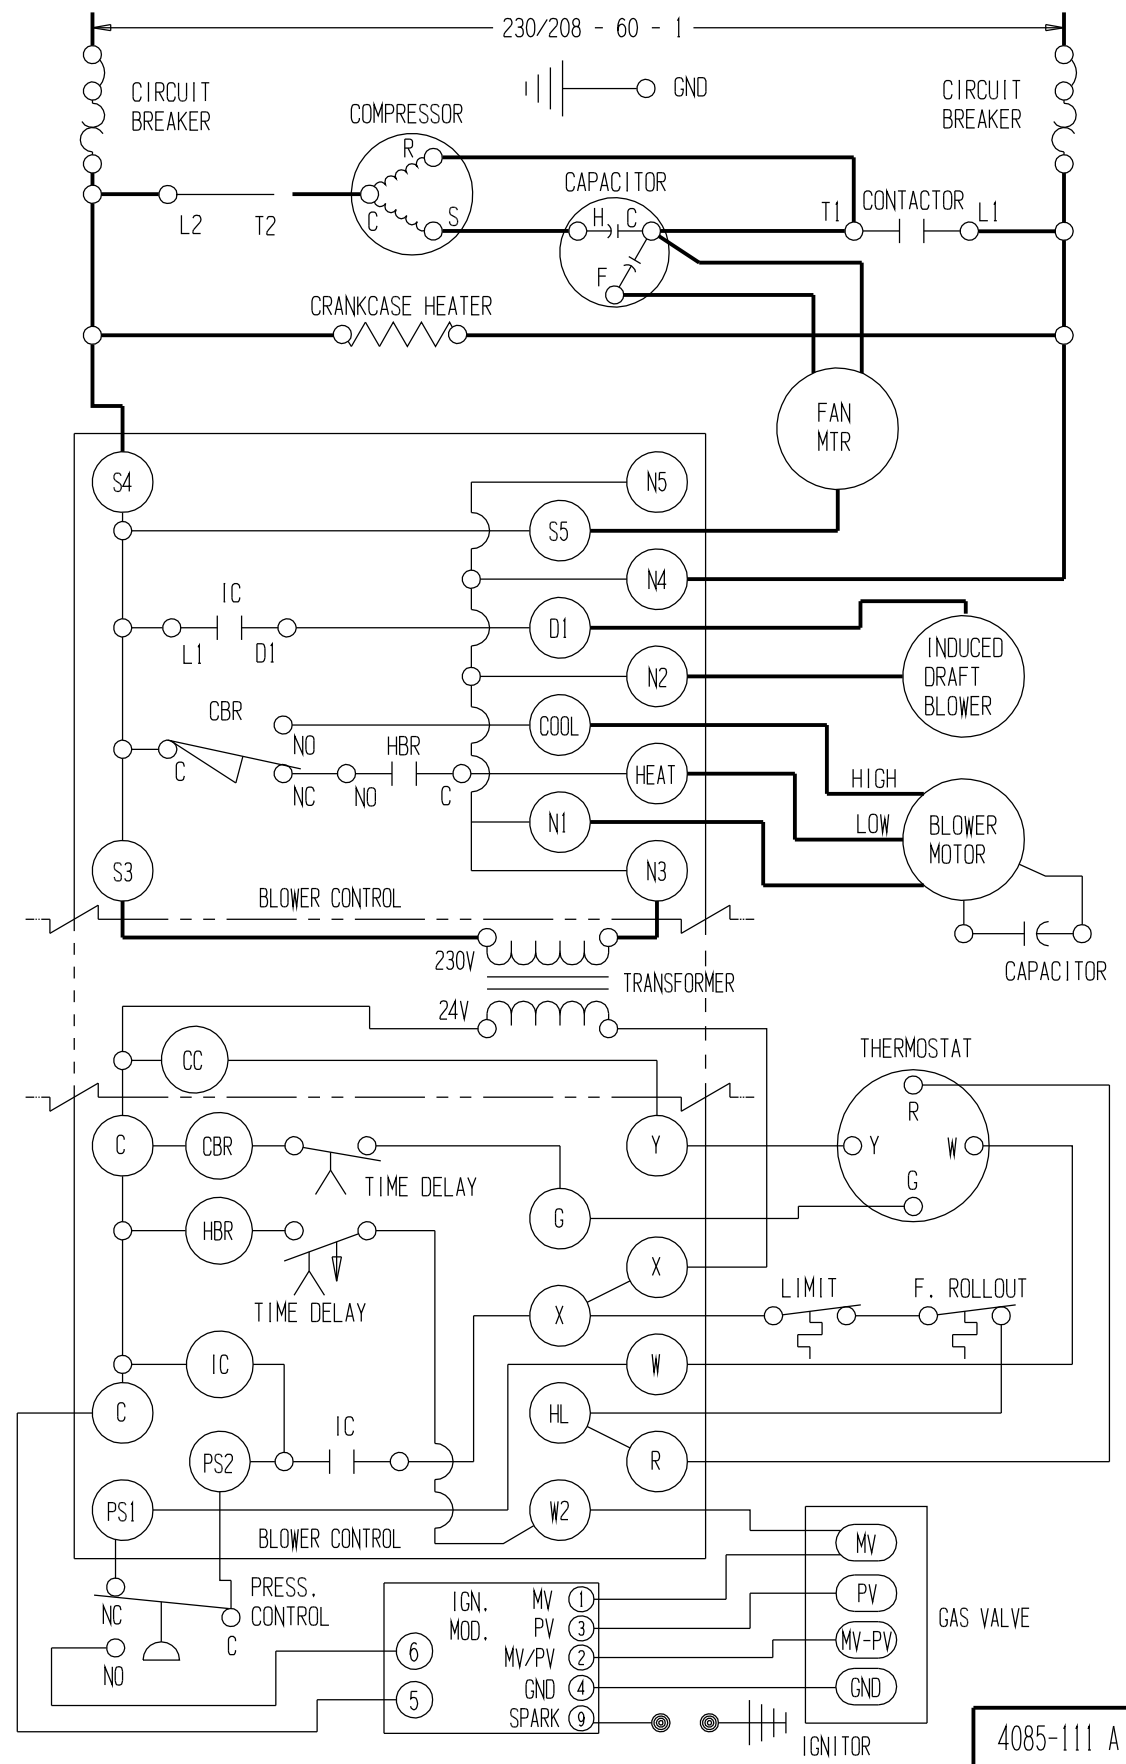 230/208 - 60 - 1
GND
CIRCUIT
BREAKER
CIRCUIT
BREAKER
COMPRESSOR
R
C
S
CAPACITOR
H
C
F
L2
T2
T1
CONTACTOR
L1
CRANKCASE HEATER
FAN
MTR
S4
N5
S5
N4
IC
L1
D1
D1
INDUCED
DRAFT
BLOWER
N2
CBR
NO
COOL
C
NC
NO
HBR
C
HEAT
HIGH
LOW
BLOWER
MOTOR
N1
S3
N3
BLOWER CONTROL
230V
TRANSFORMER
24V
CAPACITOR
CC
THERMOSTAT
R
Y
W
G
C
CBR
TIME DELAY
Y
G
HBR
TIME DELAY
X
X
LIMIT
F. ROLLOUT
IC
W
C
HL
IC
PS2
R
PS1
W2
BLOWER CONTROL
NC
PRESS.
CONTROL
C
NO
IGN.
MOD.
6
5
MV 1
PV 3
MV/PV 2
GND 4
SPARK 9
MV
PV
MV-PV
GND
GAS VALVE
IGNITOR
4085-111 A